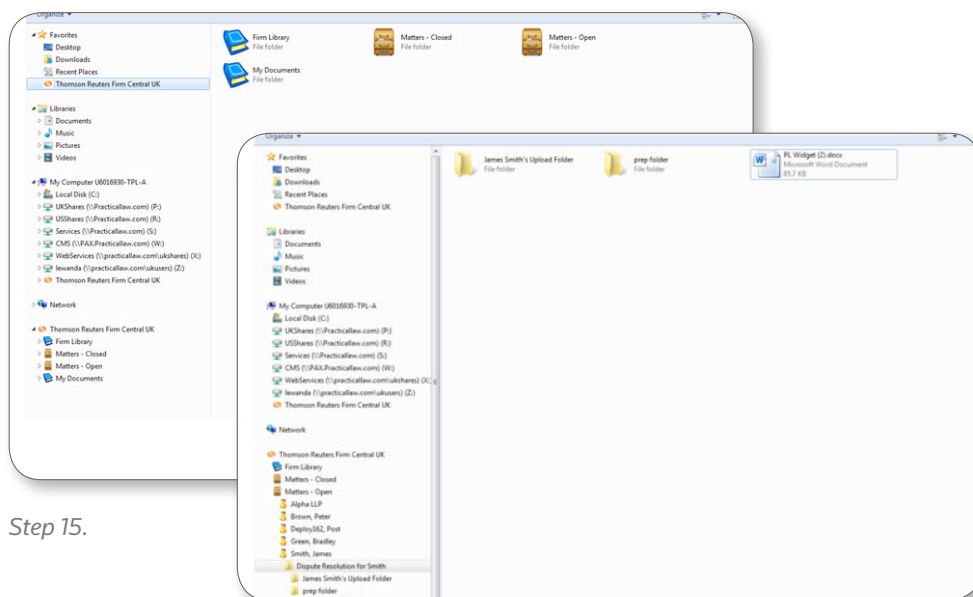 Organize
Favorites
Desktop
Downloads
Recent Places
Thomson Reuters Firm Central UK
Libraries
Documents
Music
Pictures
Videos
My Computer U6016930-TPL-A
Local Disk (C:)
UKShares (\\Practicallaw.com) (P:)
USShares (\\Practicallaw.com) (R:)
Services (\\Practicallaw.com) (S:)
CMS (\\PAX.Practicallaw.com) (W:)
WebServices (\\practicallaw.com\ukshares) (X:)
lewanda (\\practicallaw.com\ukusers) (Z:)
Thomson Reuters Firm Central UK
Network
Thomson Reuters Firm Central UK
Firm Library
Matters - Closed
Matters - Open
My Documents
Firm Library
File folder
Matters - Closed
File folder
Matters - Open
File folder
My Documents
File folder
Organize
Favorites
Desktop
Downloads
Recent Places
Thomson Reuters Firm Central UK
Libraries
Documents
Music
Pictures
Videos
My Computer U6016930-TPL-A
Local Disk (C:)
UKShares (\\Practicallaw.com) (P:)
USShares (\\Practicallaw.com) (R:)
Services (\\Practicallaw.com) (S:)
CMS (\\PAX.Practicallaw.com) (W:)
WebServices (\\practicallaw.com\ukshares) (X:)
lewanda (\\practicallaw.com\ukusers) (Z:)
Thomson Reuters Firm Central UK
Network
Thomson Reuters Firm Central UK
Firm Library
Matters - Closed
Matters - Open
Alpha LLP
Brown, Peter
Deploy162, Post
Green, Bradley
Smith, James
Dispute Resolution for Smith
James Smith's Upload Folder
prep folder
James Smith's Upload Folder
File folder
prep folder
File folder
PL Widget (2).docx
Microsoft Word Document
85.7 KB
Step 15.